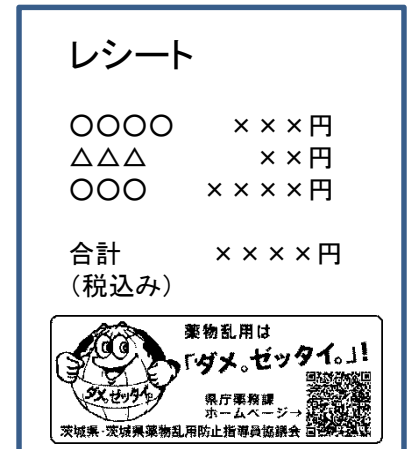 レシート
〇〇〇〇 ×××円
△△△ ××円
〇〇〇 ××××円
合計 ××××円
(税込み)
薬物乱用は
「ダメ。ゼッタイ。」!
ダメ。ゼッタイ。
県庁薬務課
ホームページ→
茨城県・茨城県薬物乱用防止指導員協議会